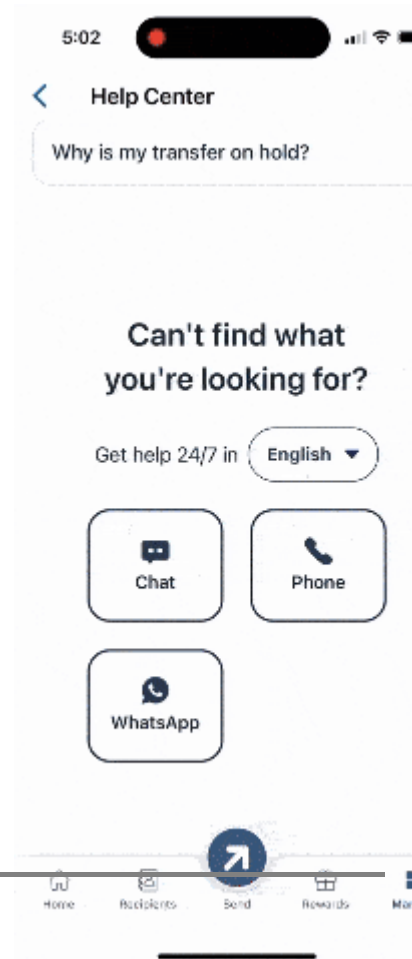 5:02
Help Center
Why is my transfer on hold?
Can't find what
you're looking for?
Get help 24/7 in English
Chat Phone
WhatsApp
Home Recipients Send Rewards